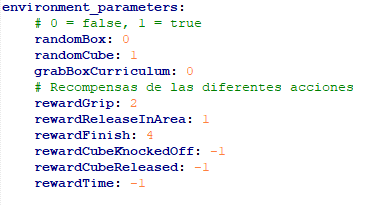 environment_parameters:
# 0 = false, 1 = true
randomBox: 0
randomCube: 1
grabBoxCurriculum: 0
# Recompensas de las diferentes acciones
rewardGrip: 2
rewardReleaseInArea: 1
rewardFinish: 4
rewardCubeKnockedOff: -1
rewardCubeReleased: -1
rewardTime: -1